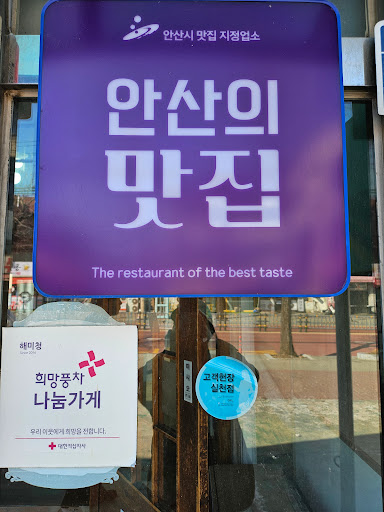 안산시 맛집 지정업소
안산의
맛집
The restaurant of the best taste
해미청
희망풍차
나눔가게
우리 이웃에게 희망을 전합니다.
대한적십자사
고객헌장
실천점